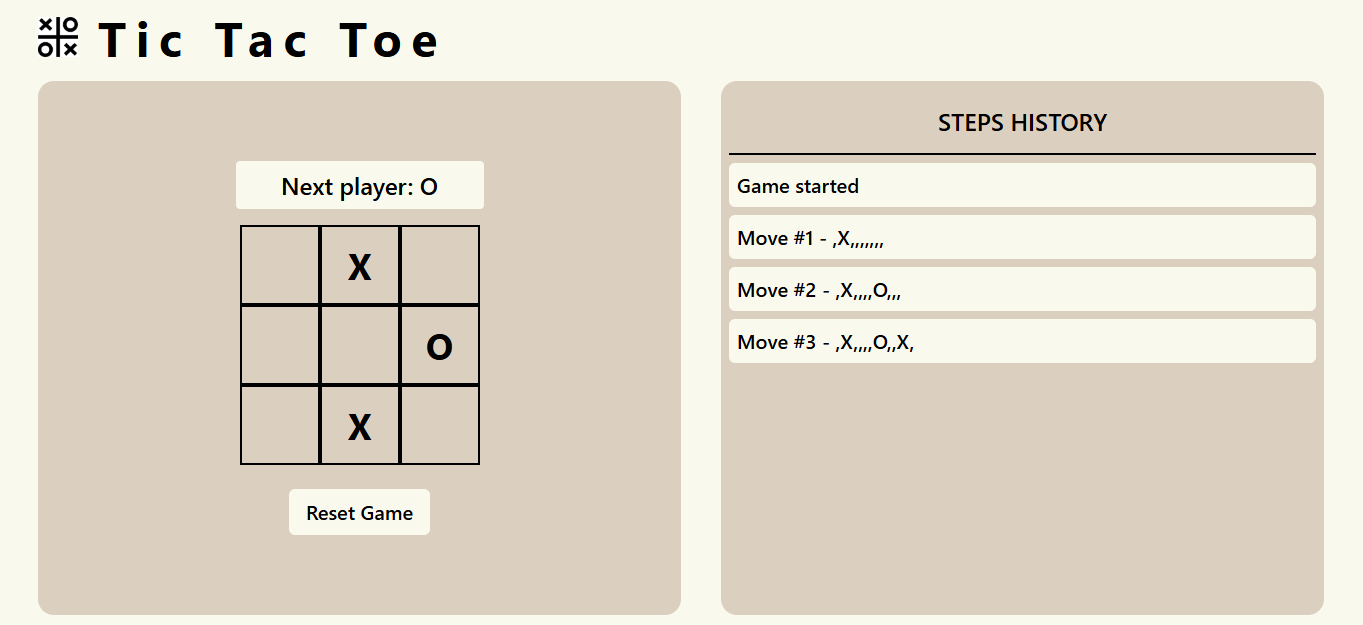 Tic Tac Toe
Next player: O
X
O
X
Reset Game
STEPS HISTORY
Game started
Move #1 - ,X,,,,,,,
Move #2 - ,X,,,,O,,,
Move #3 - ,X,,,,O,,X,